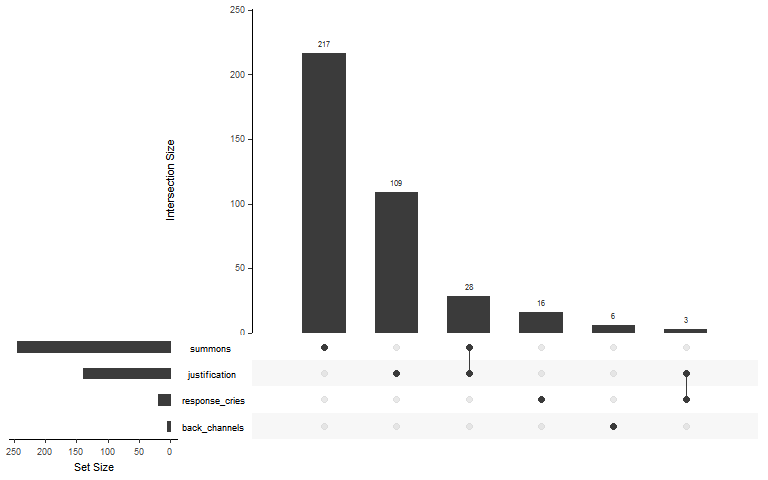 250
217
200
150
Intersection Size
109
100
50
28
16
6
3
0
summons
justification
response_cries
back_channels
250 200 150 100 50 0
Set Size